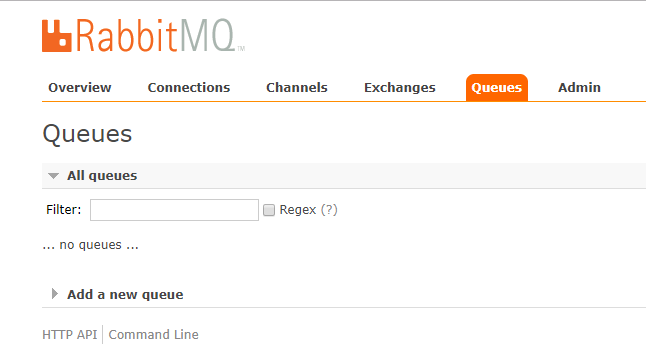 RabbitMQ™
Overview Connections Channels Exchanges Queues Admin
Queues
All queues
Filter: Regex (?)
... no queues ...
Add a new queue
HTTP API Command Line